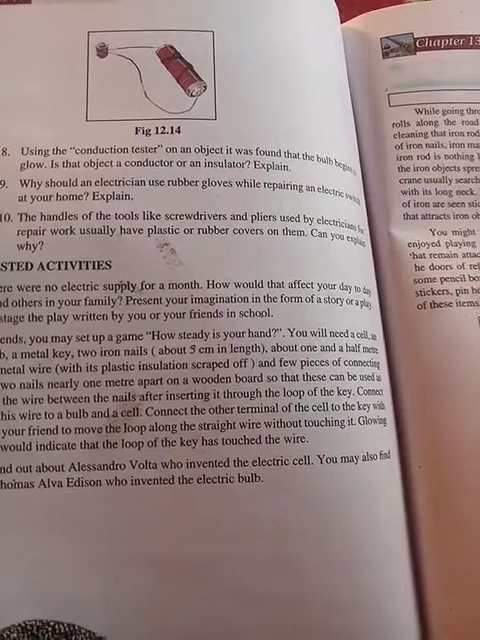 Fig 12.14
8. Using the "conduction tester" on an object it was found that the bulb begins
glow. Is that object a conductor or an insulator? Explain.
9. Why should an electrician use rubber gloves while repairing an electric switch
at your home? Explain.
10. The handles of the tools like screwdrivers and pliers used by electricians for
repair work usually have plastic or rubber covers on them. Can you explain
why?
STED ACTIVITIES
ere were no electric supply for a month. How would that affect your day to day
nd others in your family? Present your imagination in the form of a story or a play.
stage the play written by you or your friends in school.
ends, you may set up a game "How steady is your hand?". You will need a cell, a
b, a metal key, two iron nails ( about 5 cm in length), about one and a half metre
metal wire (with its plastic insulation scraped off ) and few pieces of connecting
wo nails nearly one metre apart on a wooden board so that these can be used as
the wire between the nails after inserting it through the loop of the key. Connect
his wire to a bulb and a cell. Connect the other terminal of the cell to the key with
your friend to move the loop along the straight wire without touching it. Glowing
would indicate that the loop of the key has touched the wire.
nd out about Alessandro Volta who invented the electric cell. You may also find
homas Alva Edison who invented the electric bulb.
Chapter 13
While going thro
rolls along the road
cleaning that iron rod
of iron nails, iron ma
iron rod is nothing b
the iron objects spre
crane usually search
with its long neck.
of iron are seen stic
that attracts iron ob
You might
enjoyed playing
that remain attac
he doors of ref
some pencil bo
stickers, pin h
of these items